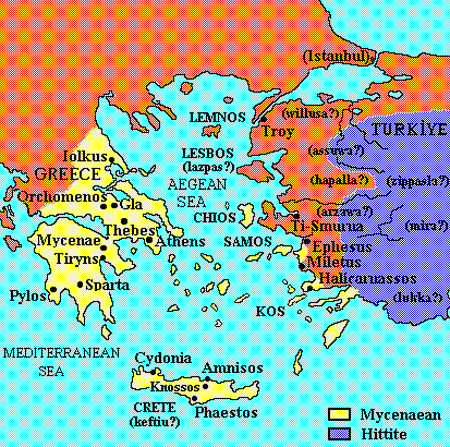 (Istanbul)
LEMNOS
(willusa?)
Troy
TURKİYE
Iolkus
GREECE
LESBOS
(lazpas?)
(assuwa?)
AEGEAN
SEA
(hapalla?)
(zippasla?)
Orchomenos
Gla
CHIOS
(arzawa?)
Ti-Smurna
(mira?)
Thebes
Mycenae
Athens
SAMOS
Ephesus
Tiryns
Miletus
Halicarnassos
Pylos
Sparta
(lukka?)
KOS
MEDITERRANEAN
SEA
Cydonia
Amnisos
Knossos
CRETE
(keftiu?)
Phaestos
Mycenaean
Hittite